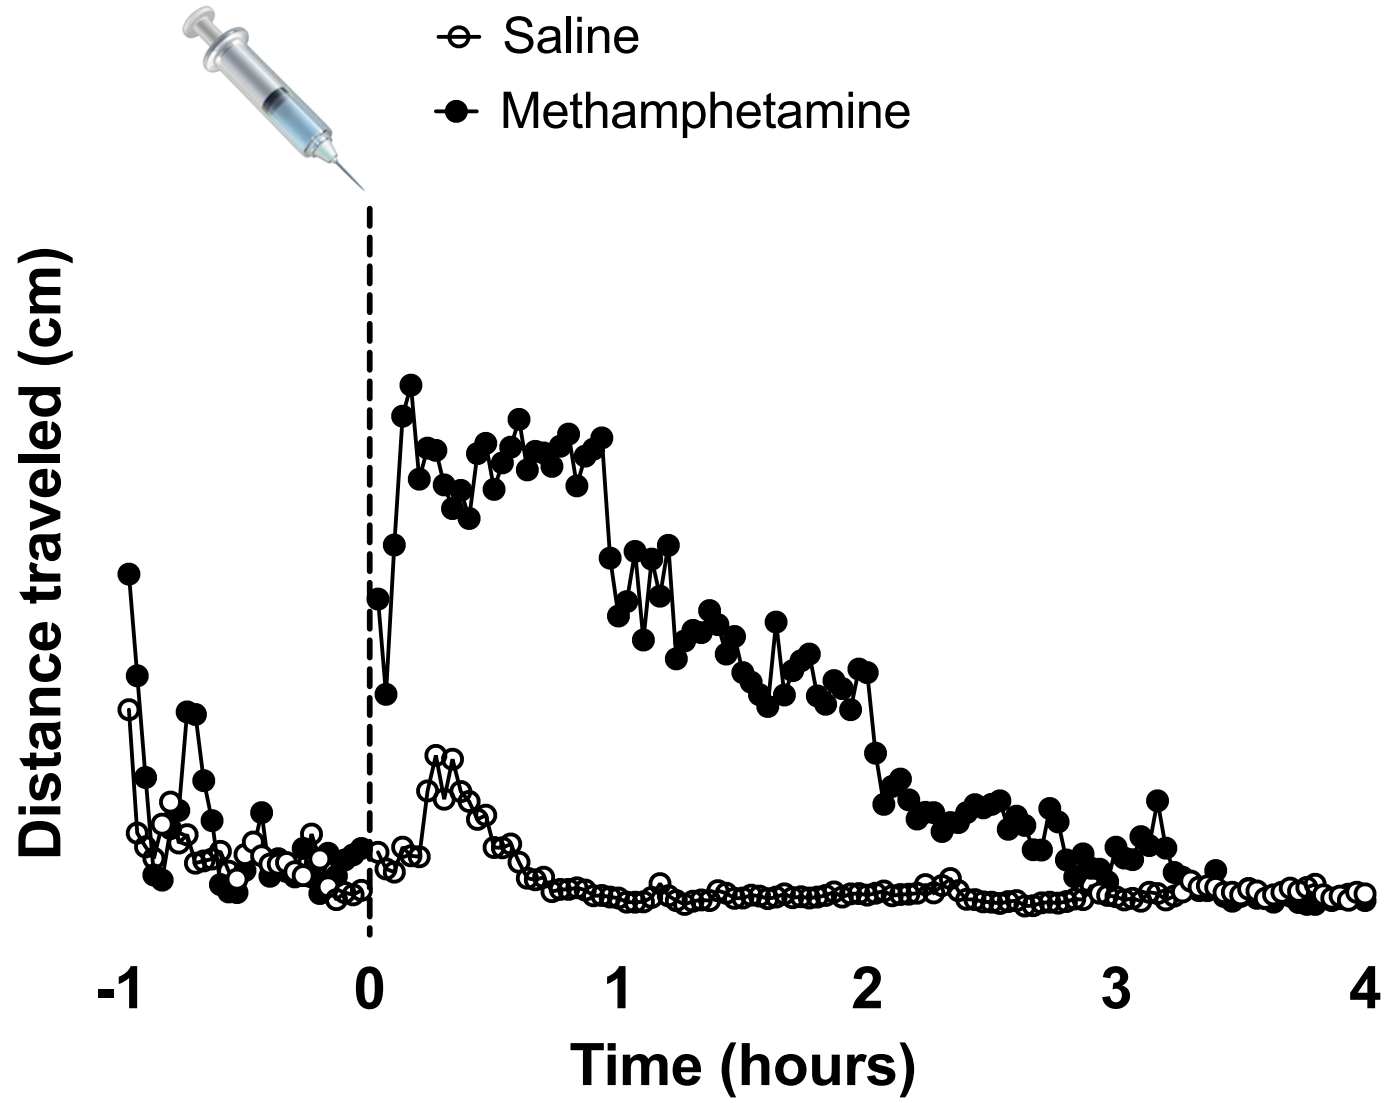 Saline
Methamphetamine
Distance traveled (cm)
-1 0 1 2 3 4
Time (hours)